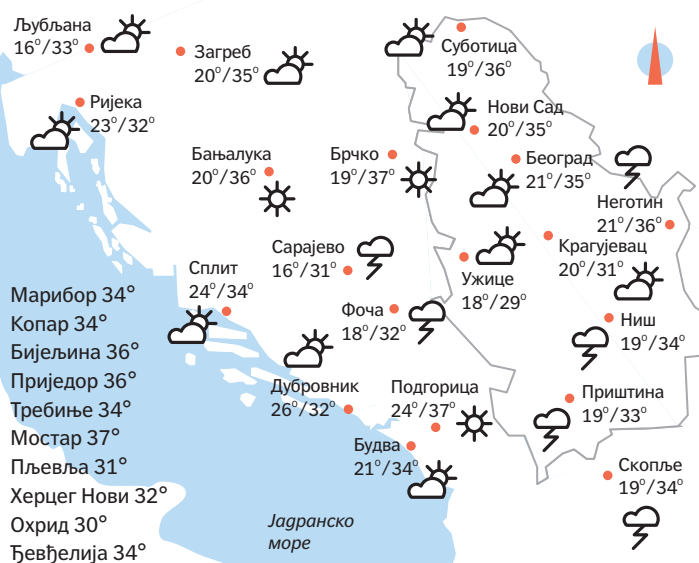 Љубљана
16°/33°
Загреб
20°/35°
Суботица
19°/36°
Ријека
23°/32°
Нови Сад
20°/35°
Бањалука
20°/36°
Брчко
19°/37°
Београд
21°/35°
Неготин
21°/36°
Сарајево
16°/31°
Ужице
18°/29°
Крагујевац
20°/31°
Сплит
24°/34°
Фоча
18°/32°
Ниш
19°/34°
Дубровник
26°/32°
Подгорица
24°/37°
Приштина
19°/33°
Будва
21°/34°
Скопље
19°/34°
Марибор 34°
Копар 34°
Бијељина 36°
Приједор 36°
Требиње 34°
Мостар 37°
Пљевља 31°
Херцег Нови 32°
Охрид 30°
Ђевђелија 34°
Јадранско
море